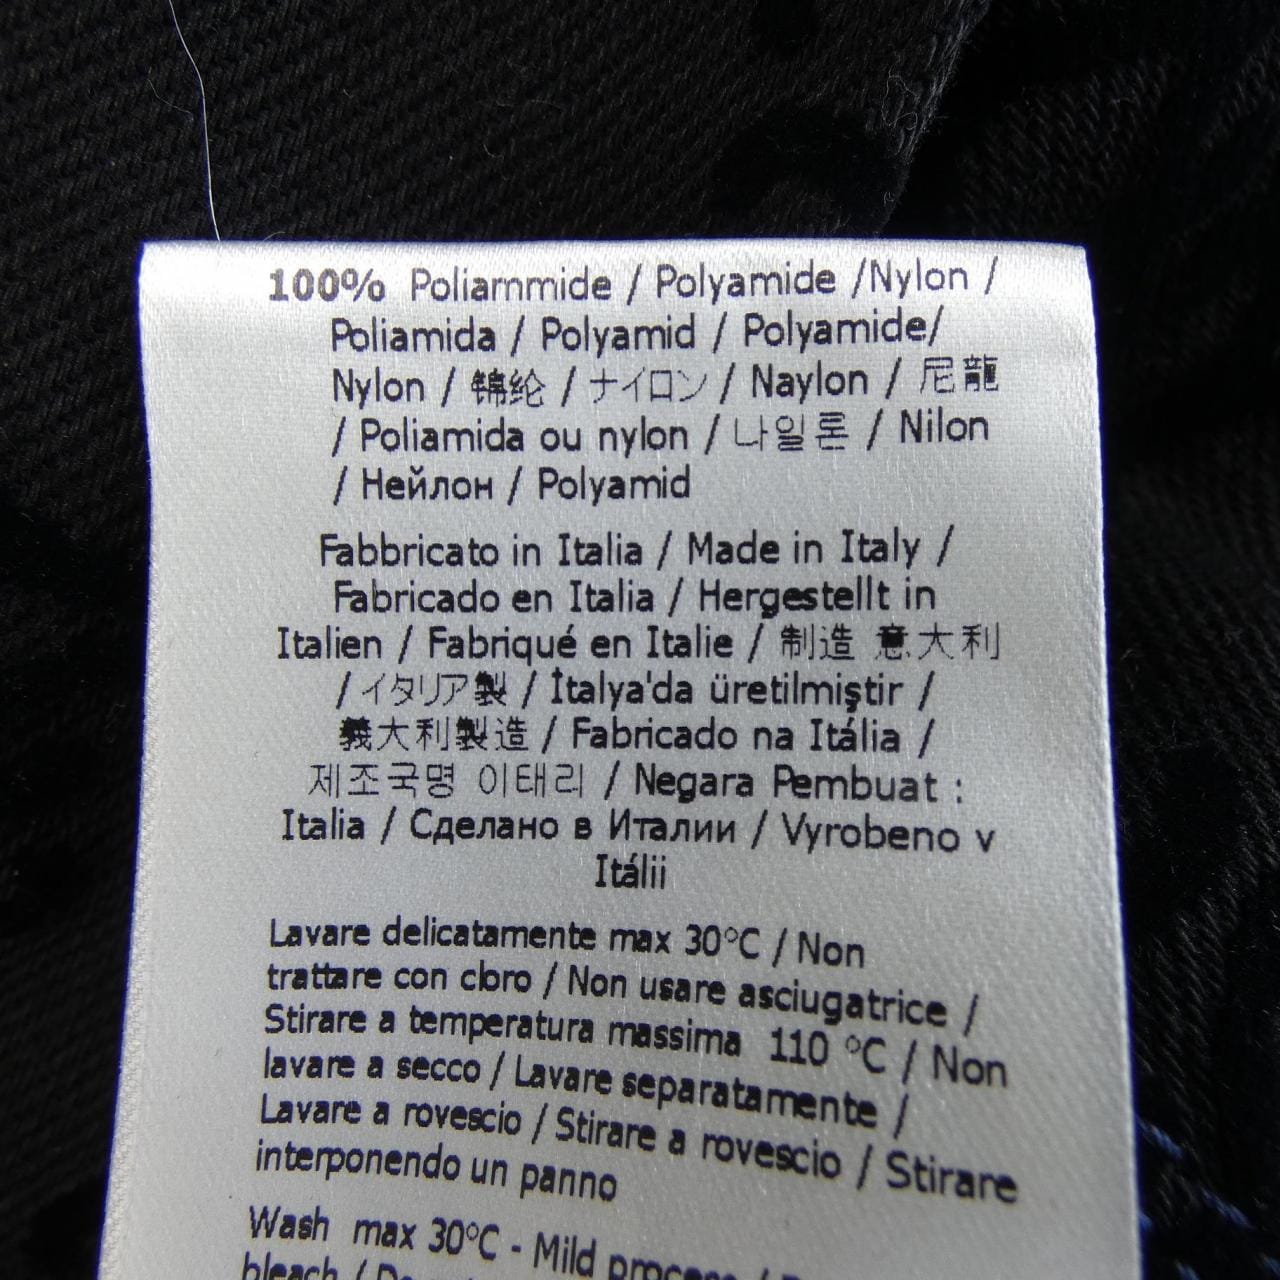 100% Poliammide / Polyamide /Nylon /
Poliamida / Polyamid / Polyamide/
Nylon / 锦纶 / ナイロン / Naylon / 尼龍
/ Poliamida ou nylon / 나일론 / Nilon
/ Нейлон / Polyamid
Fabbricato in Italia / Made in Italy /
Fabricado en Italia / Hergestellt in
Italien / Fabriqué en Italie / 制造 意大利
/ イタリア製 / İtalya'da üretilmiştir /
義大利製造 / Fabricado na Itália /
제조국명 이태리 / Negara Pembuat :
Italia / Сделано в Италии / Vyrobeno v
Itálii
Lavare delicatamente max 30°C / Non
trattare con cloro / Non usare asciugatrice /
Stirare a temperatura massima 110 °C / Non
lavare a secco / Lavare separatamente /
Lavare a rovescio / Stirare a rovescio / Stirare
interponendo un panno
Wash max 30°C - Mild process /
bleach /